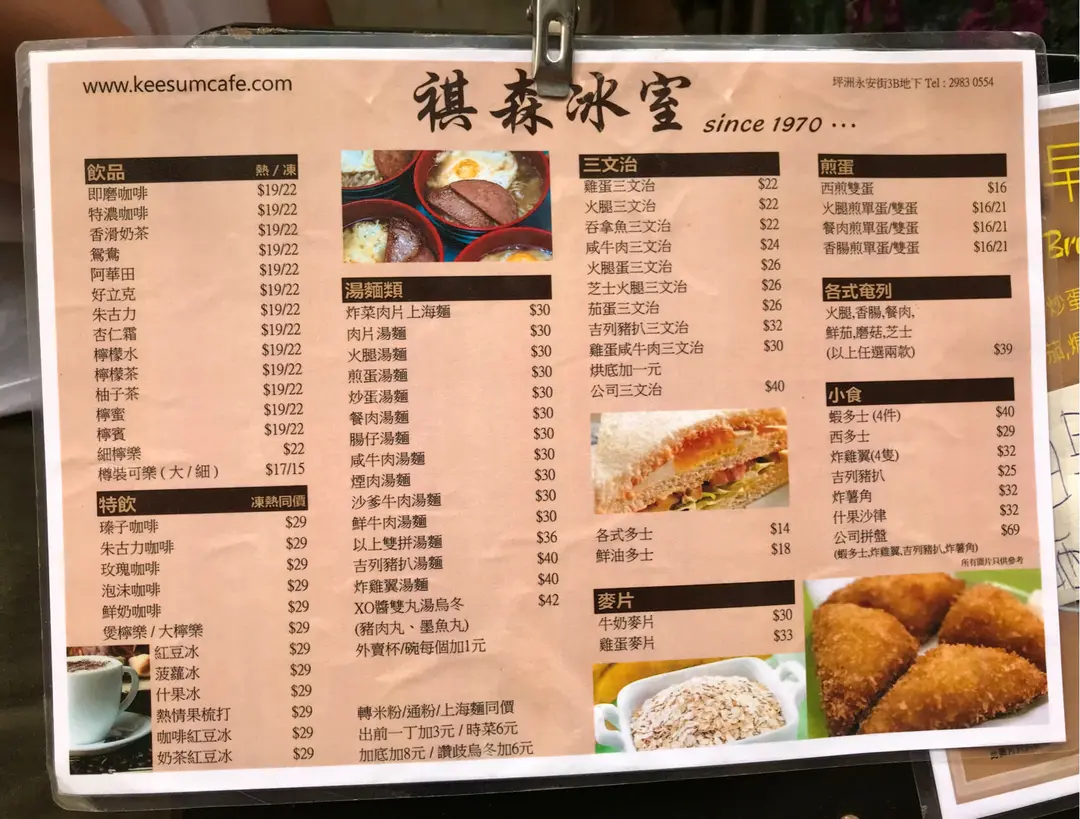 www.keesumcafe.com
祺森冰室
since 1970 ...
坪洲永安街3B地下 Tel : 2983 0554
飲品 熱 / 凍
即磨咖啡 $19/22
特濃咖啡 $19/22
香滑奶茶 $19/22
鴛鴦 $19/22
阿華田 $19/22
好立克 $19/22
朱古力 $19/22
杏仁霜 $19/22
檸檬水 $19/22
檸檬茶 $19/22
柚子茶 $19/22
檸蜜 $19/22
檸賓 $19/22
細檸樂 $22
樽裝可樂 ( 大 / 細 ) $17/15
特飲 凍熱同價
瑧子咖啡 $29
朱古力咖啡 $29
玫瑰咖啡 $29
泡沫咖啡 $29
鮮奶咖啡 $29
煲檸樂 / 大檸樂 $29
紅豆冰 $29
菠蘿冰 $29
什果冰 $29
熱情果梳打 $29
咖啡紅豆冰 $29
奶茶紅豆冰 $29
湯麵類
炸菜肉片上海麵 $30
肉片湯麵 $30
火腿湯麵 $30
煎蛋湯麵 $30
炒蛋湯麵 $30
餐肉湯麵 $30
腸仔湯麵 $30
咸牛肉湯麵 $30
煙肉湯麵 $30
沙爹牛肉湯麵 $30
鮮牛肉湯麵 $30
以上雙拼湯麵 $36
吉列豬扒湯麵 $40
炸雞翼湯麵 $40
XO醬雙丸湯烏冬 $42
(豬肉丸、墨魚丸)
外賣杯/碗每個加1元
轉米粉/通粉/上海麵同價
出前一丁加3元 / 時菜6元
加底加8元 / 讚歧烏冬加6元
三文治
雞蛋三文治 $22
火腿三文治 $22
吞拿魚三文治 $22
咸牛肉三文治 $24
火腿蛋三文治 $26
芝士火腿三文治 $26
茄蛋三文治 $26
吉列豬扒三文治 $32
雞蛋咸牛肉三文治 $30
烘底加一元
公司三文治 $40
各式多士 $14
鮮油多士 $18
麥片
牛奶麥片 $30
雞蛋麥片 $33
煎蛋
西煎雙蛋 $16
火腿煎單蛋/雙蛋 $16/21
餐肉煎單蛋/雙蛋 $16/21
香腸煎單蛋/雙蛋 $16/21
各式奄列
火腿,香腸,餐肉,
鮮茄,磨菇,芝士
(以上任選兩款) $39
小食
蝦多士 (4件) $40
西多士 $29
炸雞翼(4隻) $32
吉列豬扒 $25
炸薯角 $32
什果沙律 $32
公司拼盤 $69
(蝦多士,炸雞翼,吉列豬扒,炸薯角)
所有圖片只供參考
早
Bre
炒蛋